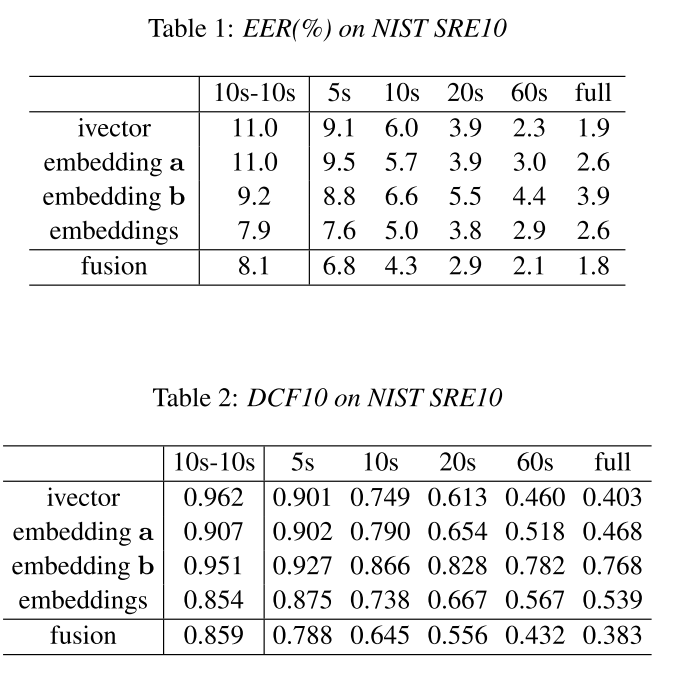 Table 1: EER(%) on NIST SRE10
10s-10s 5s 10s 20s 60s full
ivector 11.0 9.1 6.0 3.9 2.3 1.9
embedding a 11.0 9.5 5.7 3.9 3.0 2.6
embedding b 9.2 8.8 6.6 5.5 4.4 3.9
embeddings 7.9 7.6 5.0 3.8 2.9 2.6
fusion 8.1 6.8 4.3 2.9 2.1 1.8
Table 2: DCF10 on NIST SRE10
10s-10s 5s 10s 20s 60s full
ivector 0.962 0.901 0.749 0.613 0.460 0.403
embedding a 0.907 0.902 0.790 0.654 0.518 0.468
embedding b 0.951 0.927 0.866 0.828 0.782 0.768
embeddings 0.854 0.875 0.738 0.667 0.567 0.539
fusion 0.859 0.788 0.645 0.556 0.432 0.383